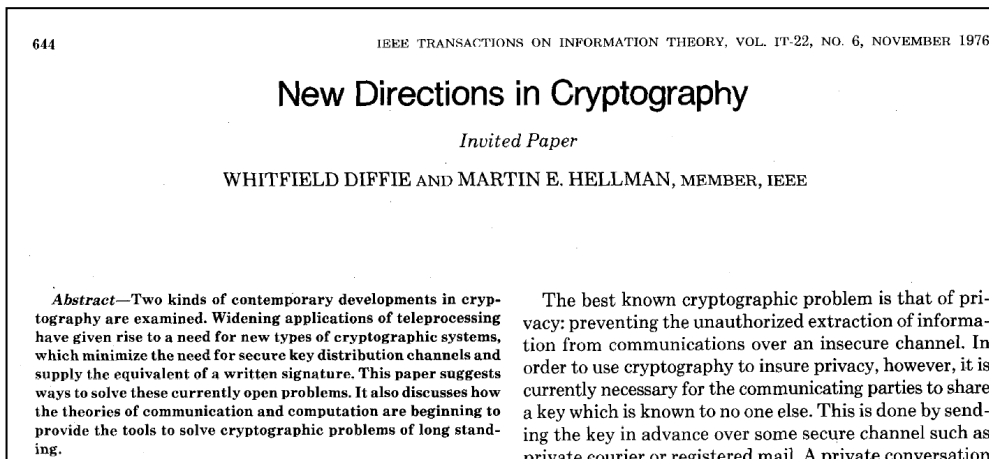 644
IEEE TRANSACTIONS ON INFORMATION THEORY, VOL. IT-22, NO. 6, NOVEMBER 1976
New Directions in Cryptography
Invited Paper
WHITFIELD DIFFIE AND MARTIN E. HELLMAN, MEMBER, IEEE
Abstract—Two kinds of contemporary developments in cryp-
tography are examined. Widening applications of teleprocessing
have given rise to a need for new types of cryptographic systems,
which minimize the need for secure key distribution channels and
supply the equivalent of a written signature. This paper suggests
ways to solve these currently open problems. It also discusses how
the theories of communication and computation are beginning to
provide the tools to solve cryptographic problems of long stand-
ing.
The best known cryptographic problem is that of pri-
vacy: preventing the unauthorized extraction of informa-
tion from communications over an insecure channel. In
order to use cryptography to insure privacy, however, it is
currently necessary for the communicating parties to share
a key which is known to no one else. This is done by send-
ing the key in advance over some secure channel such as
private courier or registered mail. A private conversation